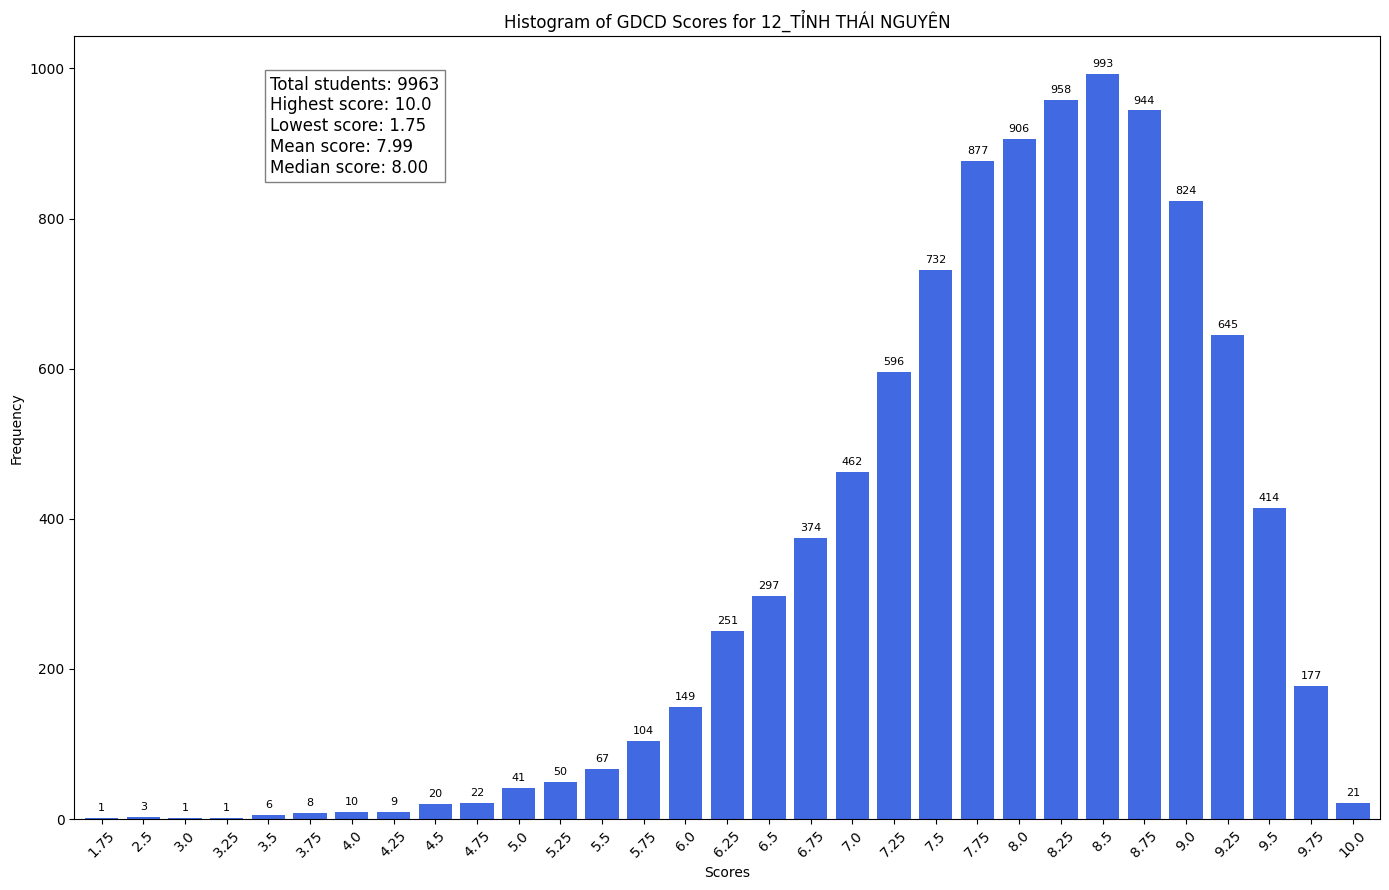 Histogram of GDCD Scores for 12_TỈNH THÁI NGUYÊN
Total students: 9963
Highest score: 10.0
Lowest score: 1.75
Mean score: 7.99
Median score: 8.00
Frequency
1000
800
600
400
200
0
1 3 1 1 6 8 10 9 20 22 41 50 67 104 149 251 297 374 462 596 732 877 906 958 993 944 824 645 414 177 21
1.75 2.5 3.0 3.25 3.5 3.75 4.0 4.25 4.5 4.75 5.0 5.25 5.5 5.75 6.0 6.25 6.5 6.75 7.0 7.25 7.5 7.75 8.0 8.25 8.5 8.75 9.0 9.25 9.5 9.75 10.0
Scores